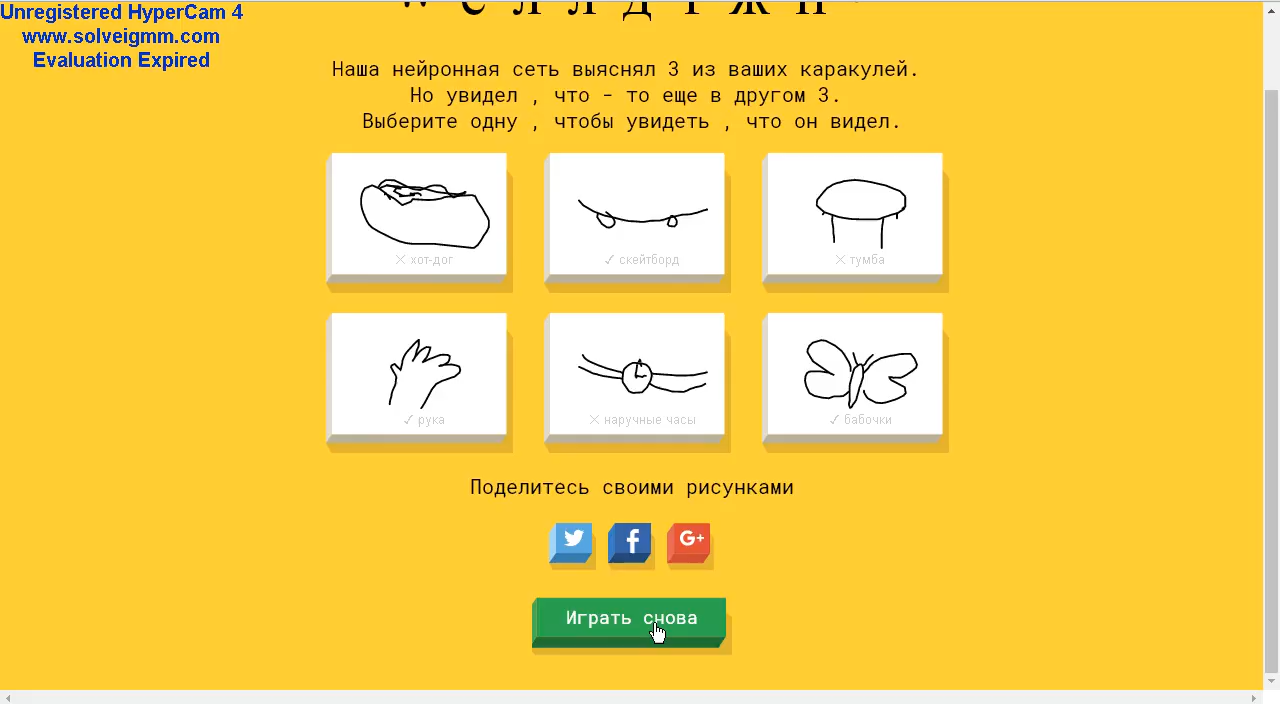 Unregistered HyperCam 4
www.solveigmm.com
Evaluation Expired
Наша нейронная сеть выяснял 3 из ваших каракулей.
Но увидел , что - то еще в другом 3.
Выберите одну , чтобы увидеть , что он видел.
× хот-дог
✓ скейтборд
× тумба
✓ рука
× наручные часы
✓ бабочки
Поделитесь своими рисунками
f
G+
Играть снова